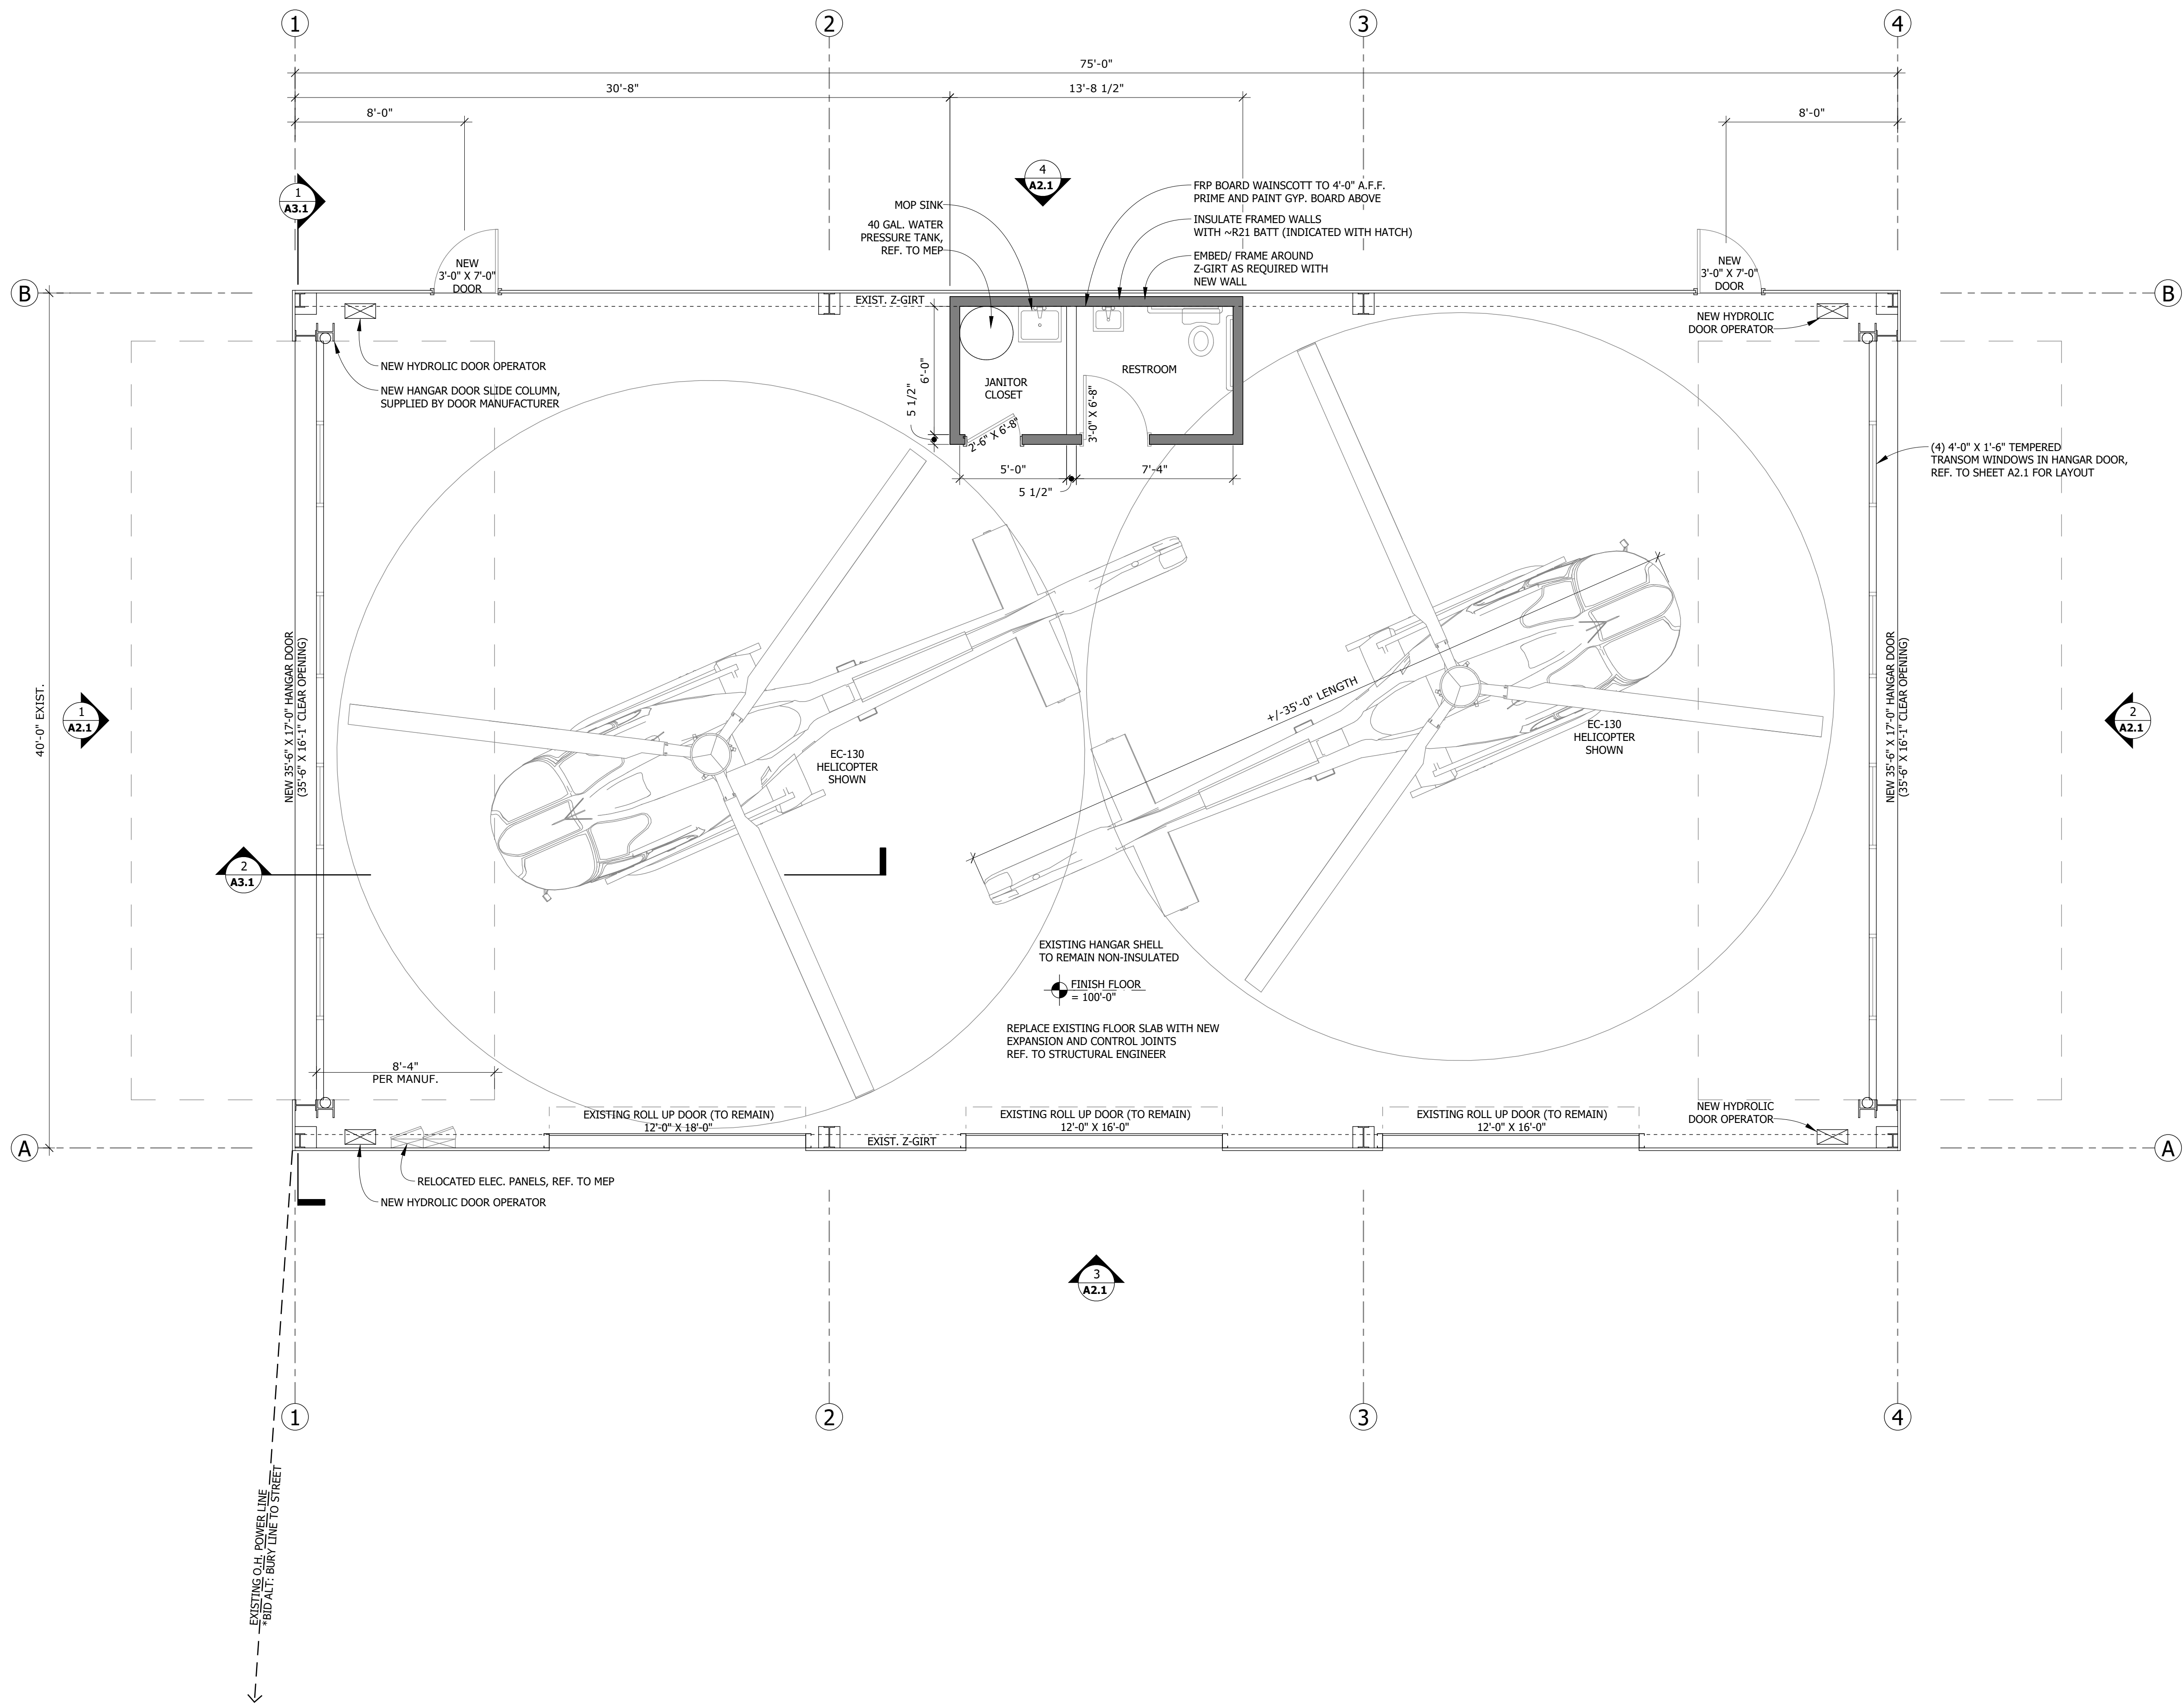 1
2
3
4
75'-0"
30'-8"
13'-8 1/2"
8'-0"
8'-0"
1
A3.1
4
A2.1
FRP BOARD WAINSCOTT TO 4'-0" A.F.F.
PRIME AND PAINT GYP. BOARD ABOVE
MOP SINK
INSULATE FRAMED WALLS
WITH ~R21 BATT (INDICATED WITH HATCH)
40 GAL. WATER
PRESSURE TANK,
REF. TO MEP
EMBED/ FRAME AROUND
Z-GIRT AS REQUIRED WITH
NEW WALL
NEW
3'-0" X 7'-0"
DOOR
NEW
3'-0" X 7'-0"
DOOR
B
B
EXIST. Z-GIRT
NEW HYDROLIC
DOOR OPERATOR
NEW HYDROLIC DOOR OPERATOR
NEW HANGAR DOOR SLIDE COLUMN,
SUPPLIED BY DOOR MANUFACTURER
6'-0"
5 1/2"
JANITOR
CLOSET
RESTROOM
2'-6" X 6'-8"
3'-0" X 6'-8"
5'-0"
7'-4"
5 1/2"
(4) 4'-0" X 1'-6" TEMPERED
TRANSOM WINDOWS IN HANGAR DOOR,
REF. TO SHEET A2.1 FOR LAYOUT
40'-0" EXIST.
1
A2.1
NEW 35'-6" X 17'-0" HANGAR DOOR
(35'-6" X 16'-1" CLEAR OPENING)
+/-35'-0" LENGTH
EC-130
HELICOPTER
SHOWN
EC-130
HELICOPTER
SHOWN
NEW 35'-6" X 17'-0" HANGAR DOOR
(35'-6" X 16'-1" CLEAR OPENING)
2
A2.1
2
A3.1
EXISTING HANGAR SHELL
TO REMAIN NON-INSULATED
FINISH FLOOR
= 100'-0"
REPLACE EXISTING FLOOR SLAB WITH NEW
EXPANSION AND CONTROL JOINTS
REF. TO STRUCTURAL ENGINEER
8'-4"
PER MANUF.
EXISTING ROLL UP DOOR (TO REMAIN)
12'-0" X 18'-0"
EXISTING ROLL UP DOOR (TO REMAIN)
12'-0" X 16'-0"
EXISTING ROLL UP DOOR (TO REMAIN)
12'-0" X 16'-0"
NEW HYDROLIC
DOOR OPERATOR
EXIST. Z-GIRT
A
A
RELOCATED ELEC. PANELS, REF. TO MEP
NEW HYDROLIC DOOR OPERATOR
3
A2.1
1
2
3
4
EXISTING O.H. POWER LINE
*BID ALT: BURY LINE TO STREET